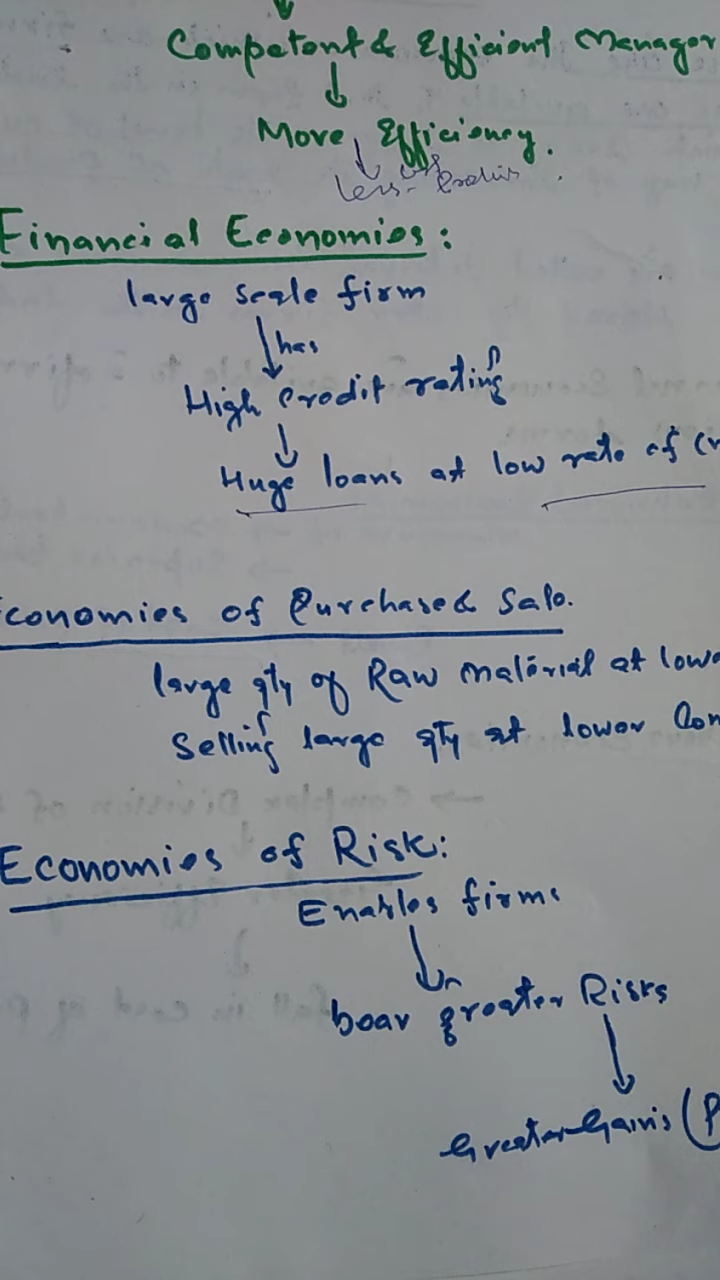 Competent & Efficient Manager
More Efficiency.
less
Financial Economies:
large scale firm
has
High Credit rating
Huge loans at low rate of
Economies of Purchase & Sale.
large qty of Raw Material at
Selling large qty at lower
Economies of Risk:
Enables firms
bear greater Risks
Greater Gains (P